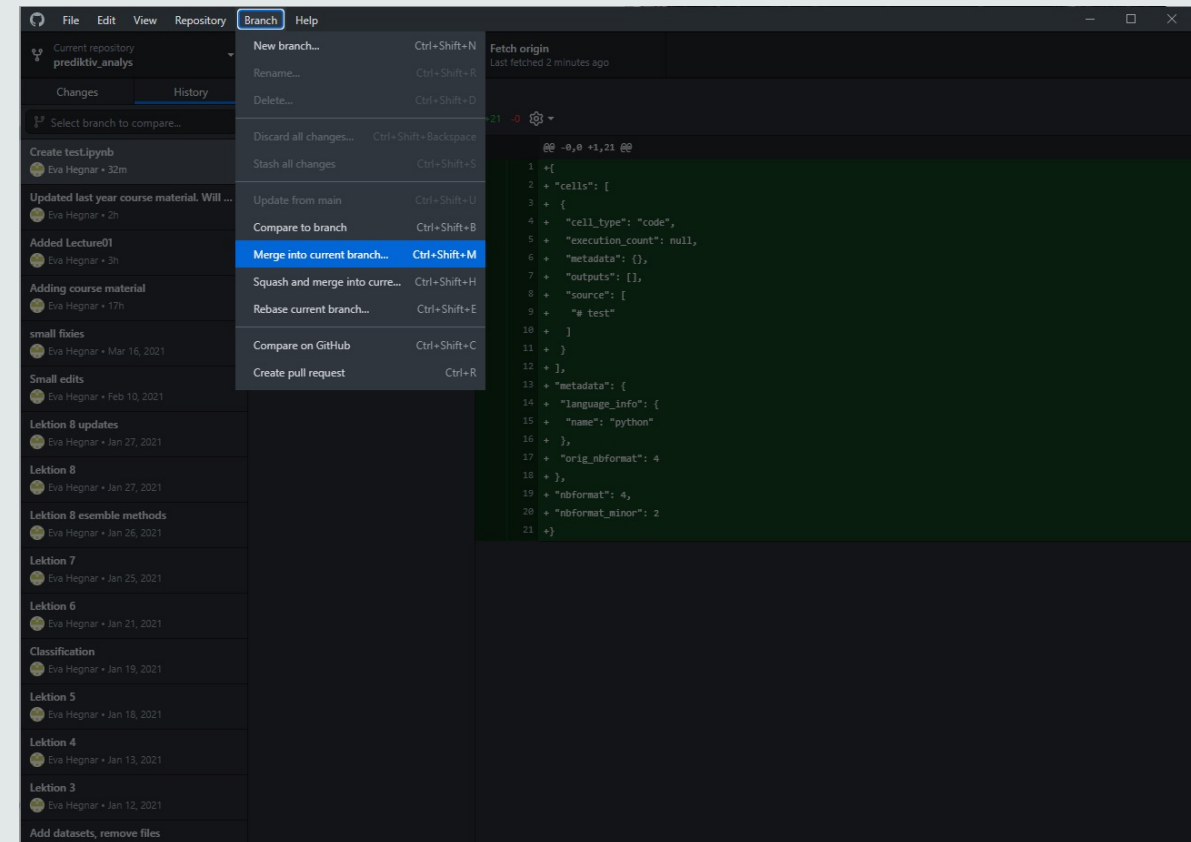 File Edit View Repository Branch Help
Current repository
prediktiv_analys
Fetch origin
Last fetched 2 minutes ago
Changes History
Select branch to compare...
Create test.ipynb
Eva Hegnar • 32m
Updated last year course material. Will ...
Eva Hegnar • 2h
Added Lecture01
Eva Hegnar • 3h
Adding course material
Eva Hegnar • 17h
small fixies
Eva Hegnar • Mar 16, 2021
Small edits
Eva Hegnar • Feb 10, 2021
Lektion 8 updates
Eva Hegnar • Jan 27, 2021
Lektion 8
Eva Hegnar • Jan 27, 2021
Lektion 8 esemble methods
Eva Hegnar • Jan 26, 2021
Lektion 7
Eva Hegnar • Jan 25, 2021
Lektion 6
Eva Hegnar • Jan 21, 2021
Classification
Eva Hegnar • Jan 19, 2021
Lektion 5
Eva Hegnar • Jan 18, 2021
Lektion 4
Eva Hegnar • Jan 13, 2021
Lektion 3
Eva Hegnar • Jan 12, 2021
Add datasets, remove files
New branch... Ctrl+Shift+N
Rename... Ctrl+Shift+R
Delete... Ctrl+Shift+D
Discard all changes... Ctrl+Shift+Backspace
Stash all changes Ctrl+Shift+S
Update from main Ctrl+Shift+U
Compare to branch Ctrl+Shift+B
Merge into current branch... Ctrl+Shift+M
Squash and merge into curre... Ctrl+Shift+H
Rebase current branch... Ctrl+Shift+E
Compare on GitHub Ctrl+Shift+C
Create pull request Ctrl+R
+21 -0
@@ -0,0 +1,21 @@
1 +{
2 + "cells": [
3 + {
4 + "cell_type": "code",
5 + "execution_count": null,
6 + "metadata": {},
7 + "outputs": [],
8 + "source": [
9 + "# test"
10 + ]
11 + }
12 + ],
13 + "metadata": {
14 + "language_info": {
15 + "name": "python"
16 + },
17 + "orig_nbformat": 4
18 + },
19 + "nbformat": 4,
20 + "nbformat_minor": 2
21 +}